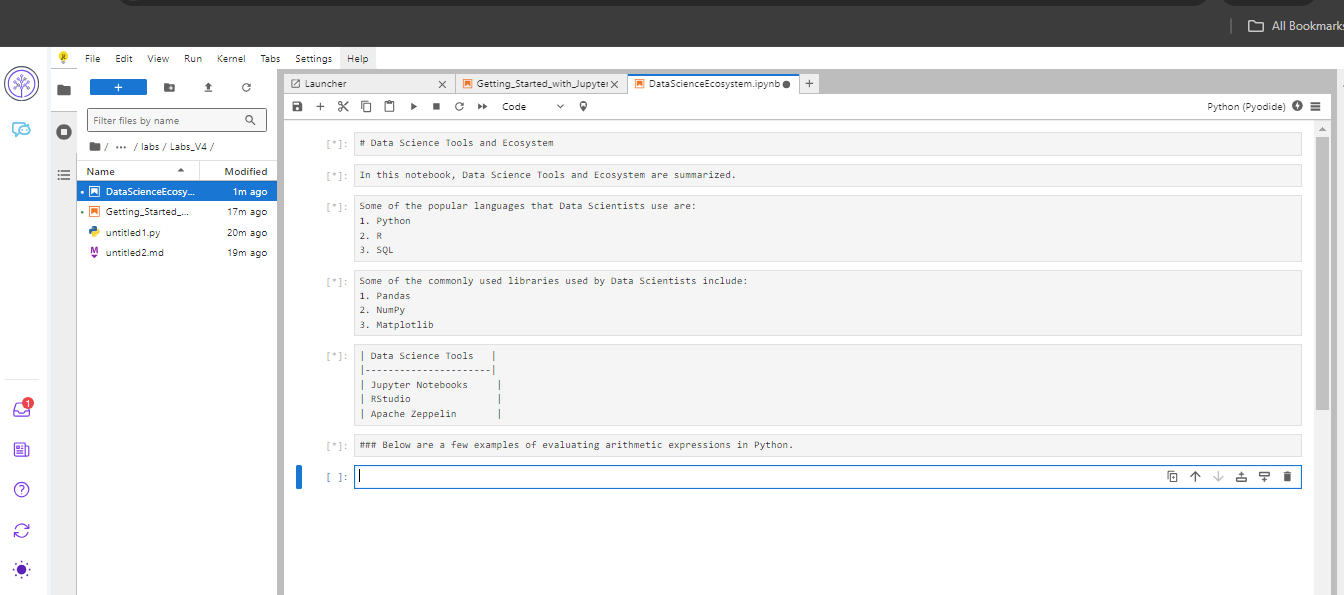 All Bookmarks
File Edit View Run Kernel Tabs Settings Help
+
Launcher
Getting_Started_with_Jupyter
DataScienceEcosystem.ipynb
+
Code
Python (Pyodide)
Filter files by name
/ ... / labs / Labs_V4 /
Name Modified
DataScienceEcosy... 1m ago
Getting_Started_... 17m ago
untitled1.py 20m ago
M untitled2.md 19m ago
1
[*]: # Data Science Tools and Ecosystem
[*]: In this notebook, Data Science Tools and Ecosystem are summarized.
[*]: Some of the popular languages that Data Scientists use are:
1. Python
2. R
3. SQL
[*]: Some of the commonly used libraries used by Data Scientists include:
1. Pandas
2. NumPy
3. Matplotlib
[*]: | Data Science Tools   |
|----------------------|
| Jupyter Notebooks     |
| RStudio               |
| Apache Zeppelin       |
[*]: ### Below are a few examples of evaluating arithmetic expressions in Python.
[ ]: